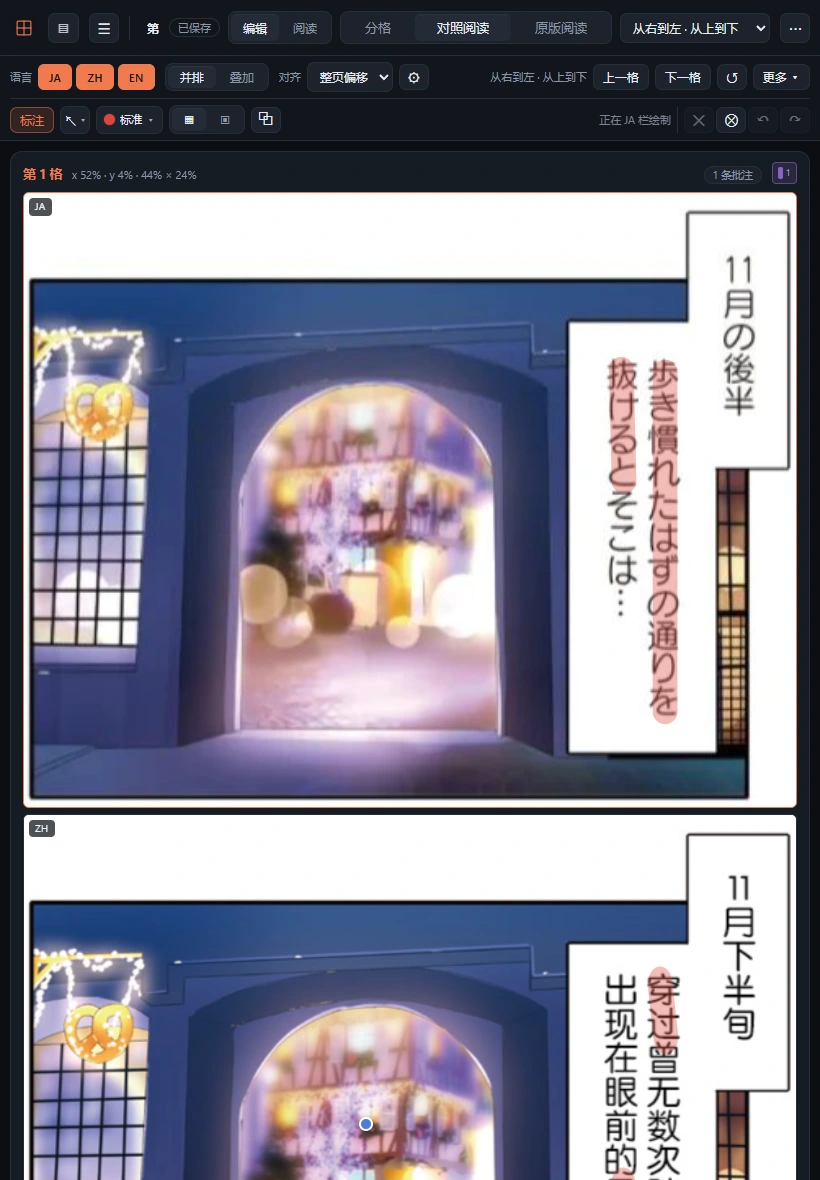 第
已保存
编辑
阅读
分格
对照阅读
原版阅读
从右到左 · 从上到下
语言
JA
ZH
EN
并排
叠加
对齐
整页偏移
从右到左 · 从上到下
上一格
下一格
更多
标注
标准
正在 JA 栏绘制
第 1 格
x 52% · y 4% · 44% × 24%
1 条批注
1
JA
11月の後半
歩き慣れたはずの通りを
抜けるとそこは…
ZH
11月下半旬
穿过曾无数次
出现在眼前的